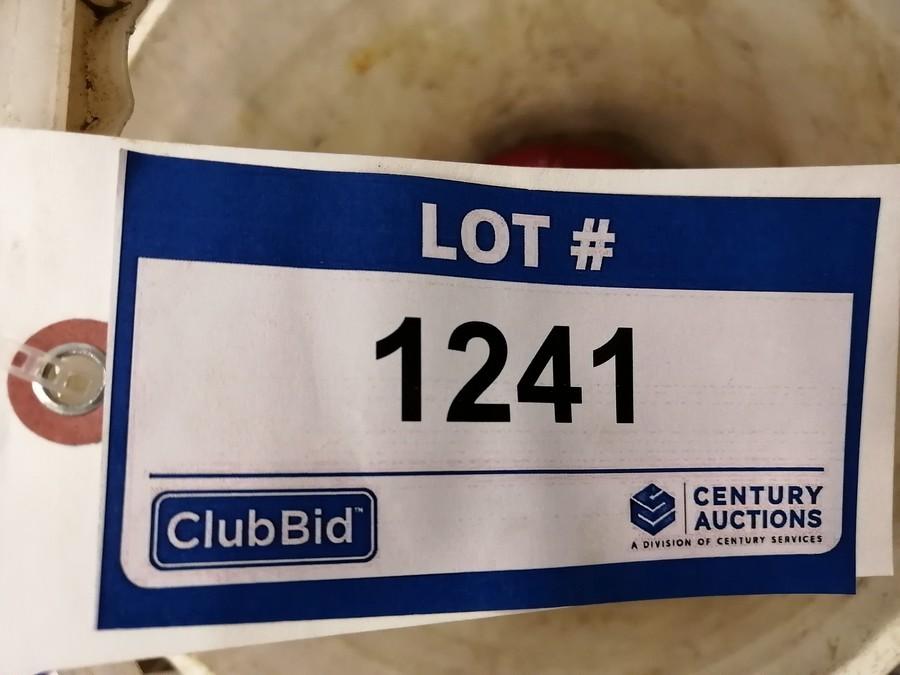 LOT #
1241
ClubBid™
CENTURY
AUCTIONS
A DIVISION OF CENTURY SERVICES